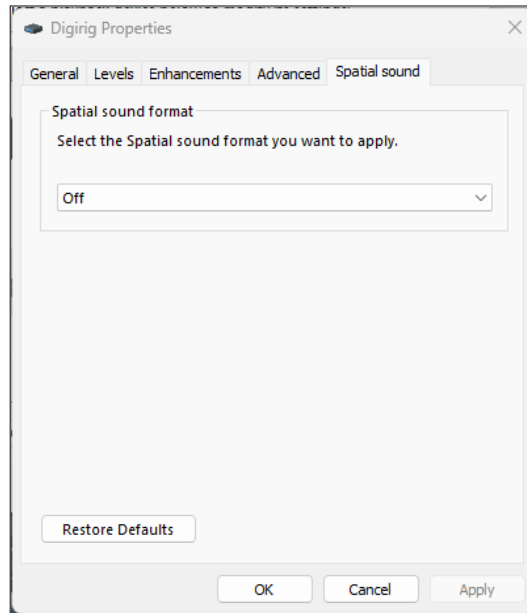 Digirig Properties
General Levels Enhancements Advanced Spatial sound
Spatial sound format
Select the Spatial sound format you want to apply.
Off
Restore Defaults
OK Cancel Apply